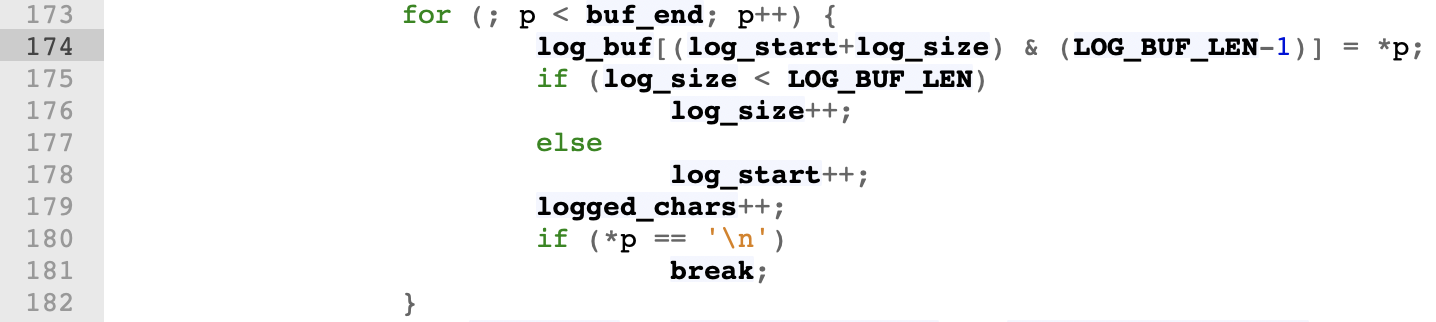 173 for (; p < buf_end; p++) {
174 log_buf[(log_start+log_size) & (LOG_BUF_LEN-1)] = *p;
175 if (log_size < LOG_BUF_LEN)
176 log_size++;
177 else
178 log_start++;
179 logged_chars++;
180 if (*p == '\n')
181 break;
182 }